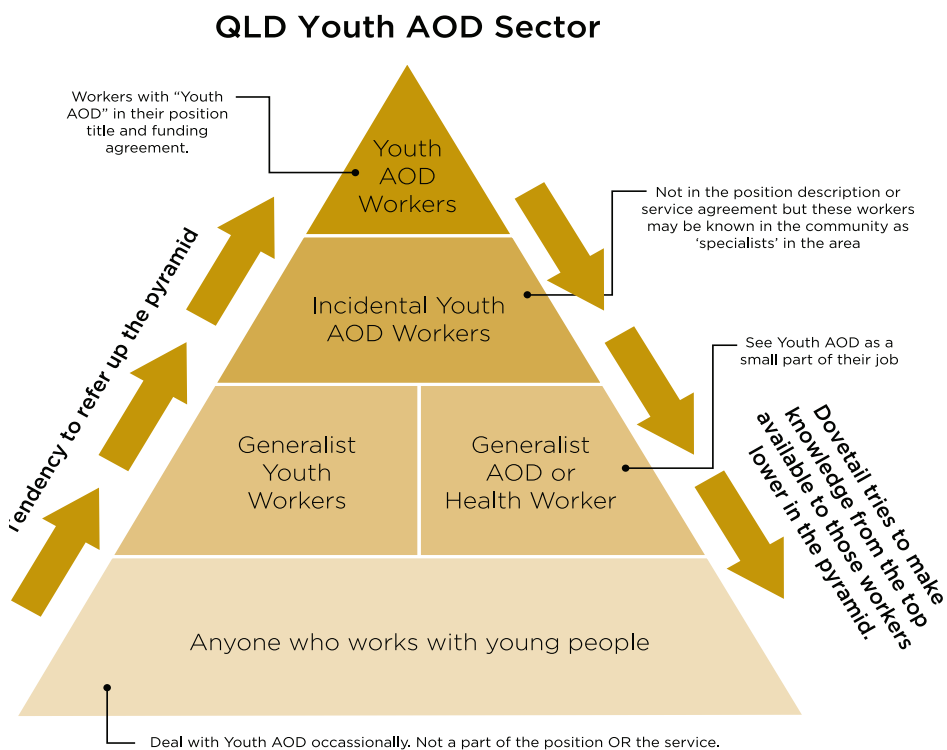 QLD Youth AOD Sector
Workers with “Youth
AOD” in their position
title and funding
agreement.
Youth
AOD
Workers
Not in the position description or
service agreement but these workers
may be known in the community as
‘specialists’ in the area
Incidental Youth
AOD Workers
See Youth AOD as a
small part of their job
Generalist
Youth
Workers
Generalist
AOD or
Health Worker
Tendency to refer up the pyramid
Dovetail tries to make
knowledge from the top
available to those workers
lower in the pyramid.
Anyone who works with young people
Deal with Youth AOD occassionally. Not a part of the position OR the service.